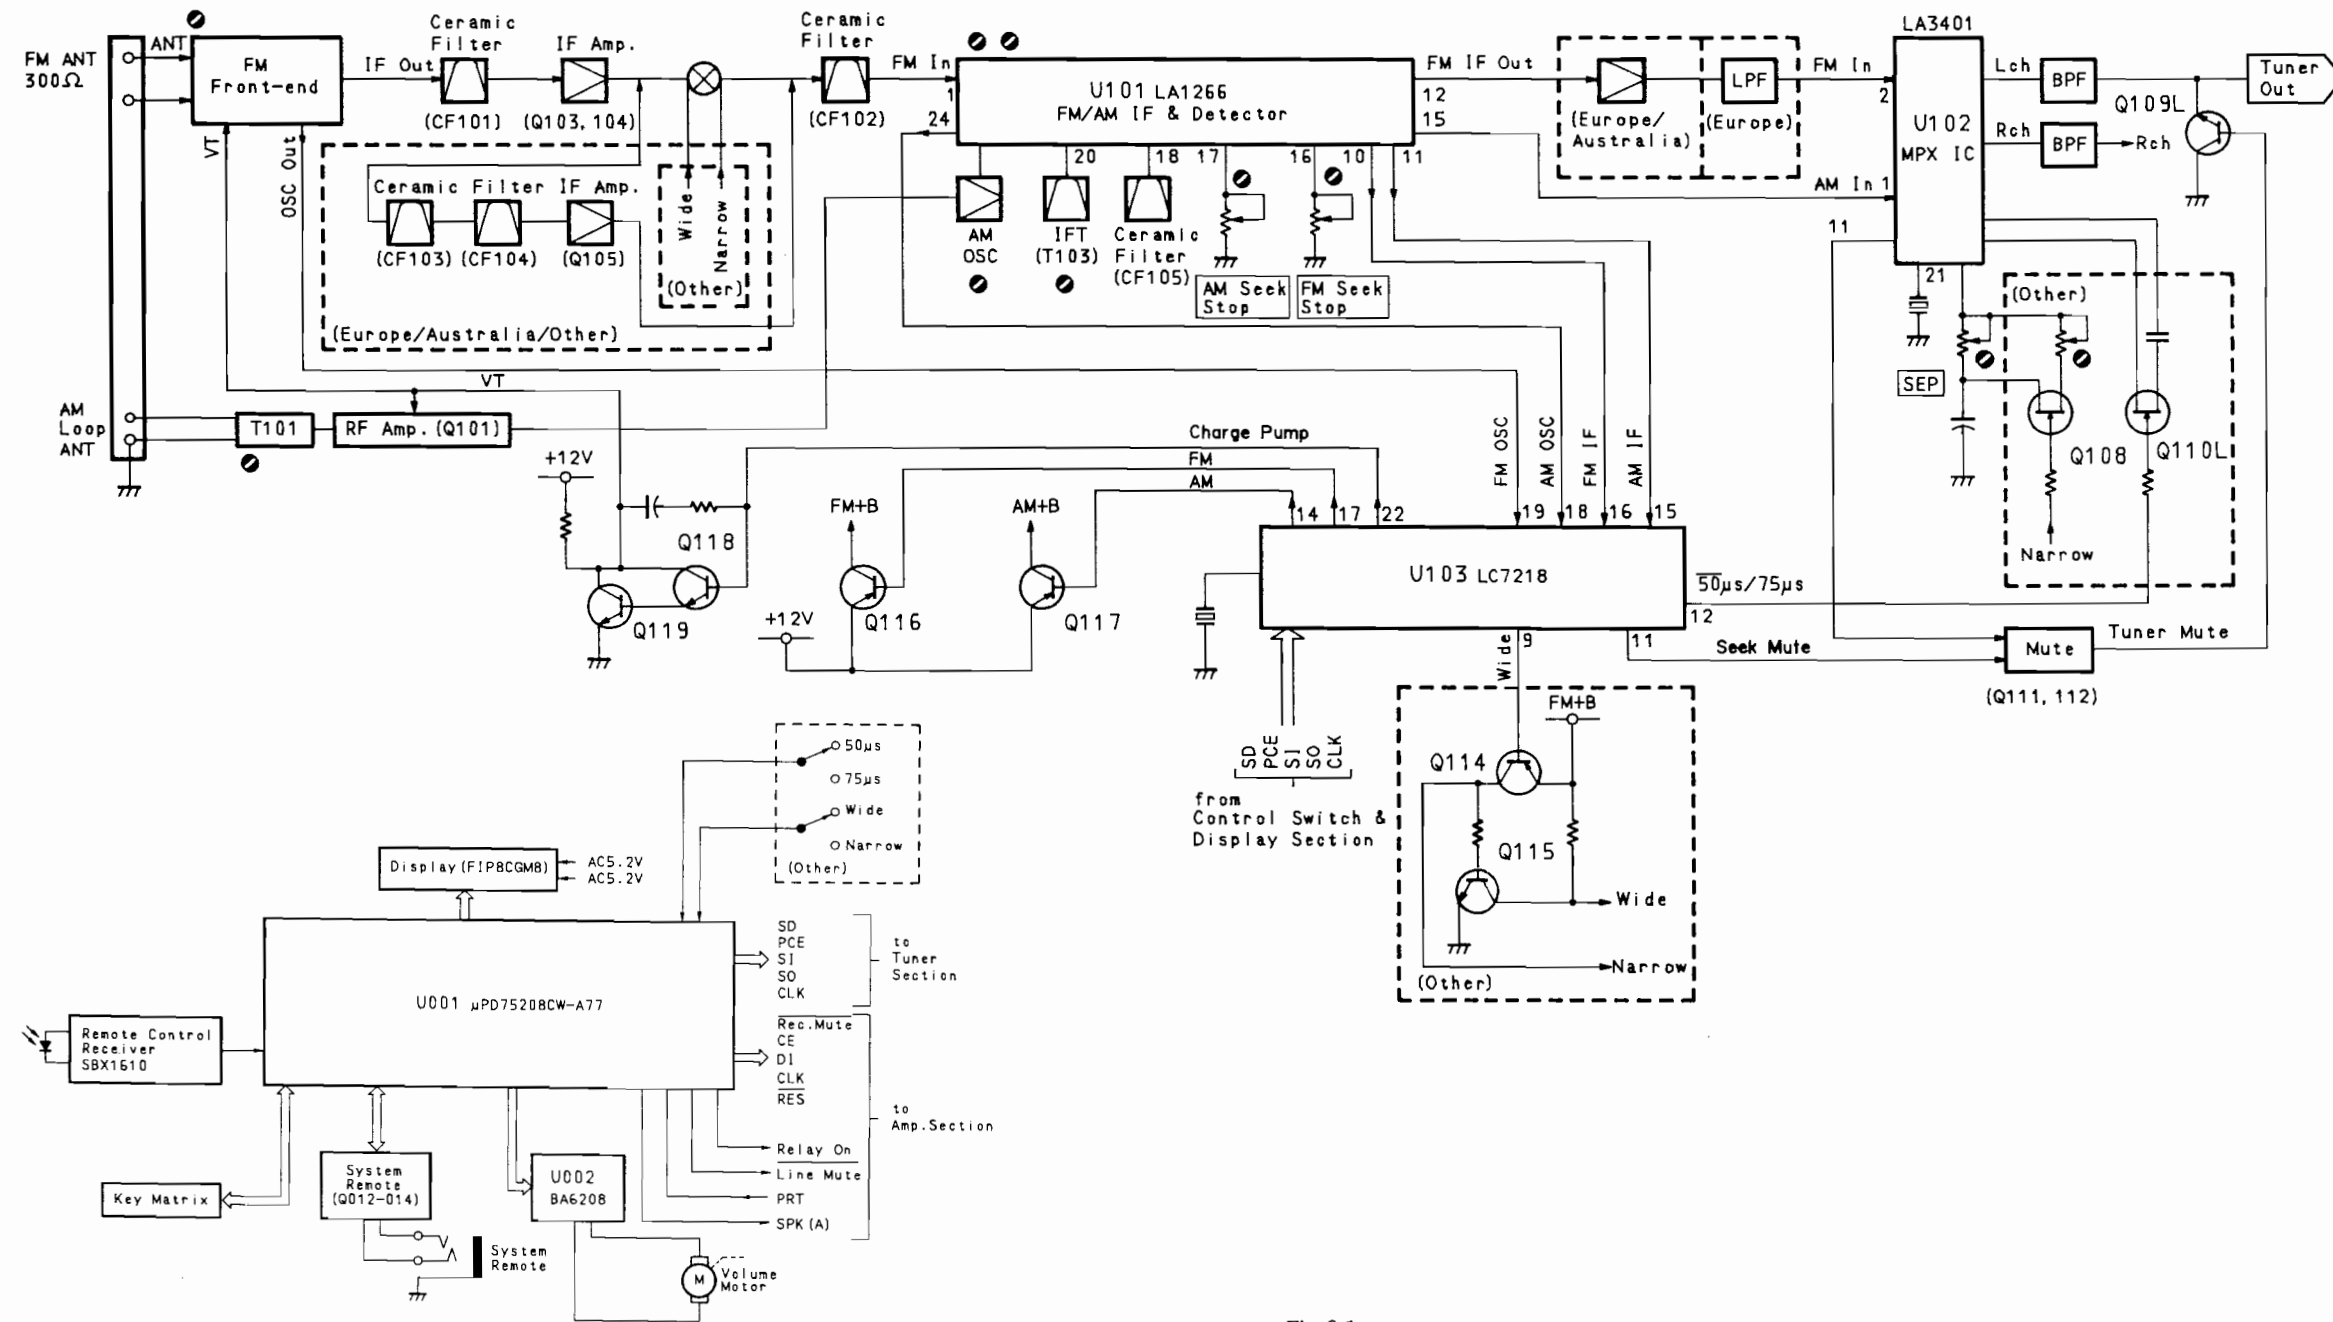 FM ANT
300Ω
ANT
FM
Front-end
IF Out
Ceramic
Filter
(CF101)
IF Amp.
(Q103, 104)
Ceramic
Filter
(CF102)
FM In
1
24
U101 LA1266
FM/AM IF & Detector
FM IF Out
12
15
20
18
17
16
10
11
(Europe/
Australia)
LPF
(Europe)
FM In
2
AM In 1
11
LA3401
U102
MPX IC
21
Lch
BPF
Rch
BPF
Rch
Q109L
Tuner
Out
VT
OSC Out
Ceramic Filter
IF Amp.
(CF103)
(CF104)
(Q105)
Wide
Narrow
(Other)
(Europe/Australia/Other)
AM
OSC
IFT
(T103)
Ceramic
Filter
(CF105)
AM Seek
Stop
FM Seek
Stop
(Other)
SEP
Q108
Q110L
Narrow
VT
AM
Loop
ANT
T101
RF Amp. (Q101)
+12V
Q118
Q119
Charge Pump
FM
AM
FM+B
AM+B
+12V
Q116
Q117
FM OSC
AM OSC
FM IF
AM IF
14
17
22
19
18
16
15
U103 LC7218
50µs/75µs
12
9
11
Wide
Seek Mute
Mute
Tuner Mute
(Q111, 112)
SD
PCE
SI
SO
CLK
from
Control Switch &
Display Section
FM+B
Q114
Q115
Wide
Narrow
(Other)
50µs
75µs
Wide
Narrow
(Other)
Display (FIP8CGM8)
AC5.2V
AC5.2V
U001 µPD75208CW-A77
SD
PCE
SI
SO
CLK
to
Tuner
Section
Remote Control
Receiver
SBX1610
Rec.Mute
CE
DI
CLK
RES
to
Amp.Section
Relay On
Line Mute
PRT
SPK (A)
Key Matrix
System
Remote
(Q012-014)
U002
BA6208
System
Remote
M
Volume
Motor